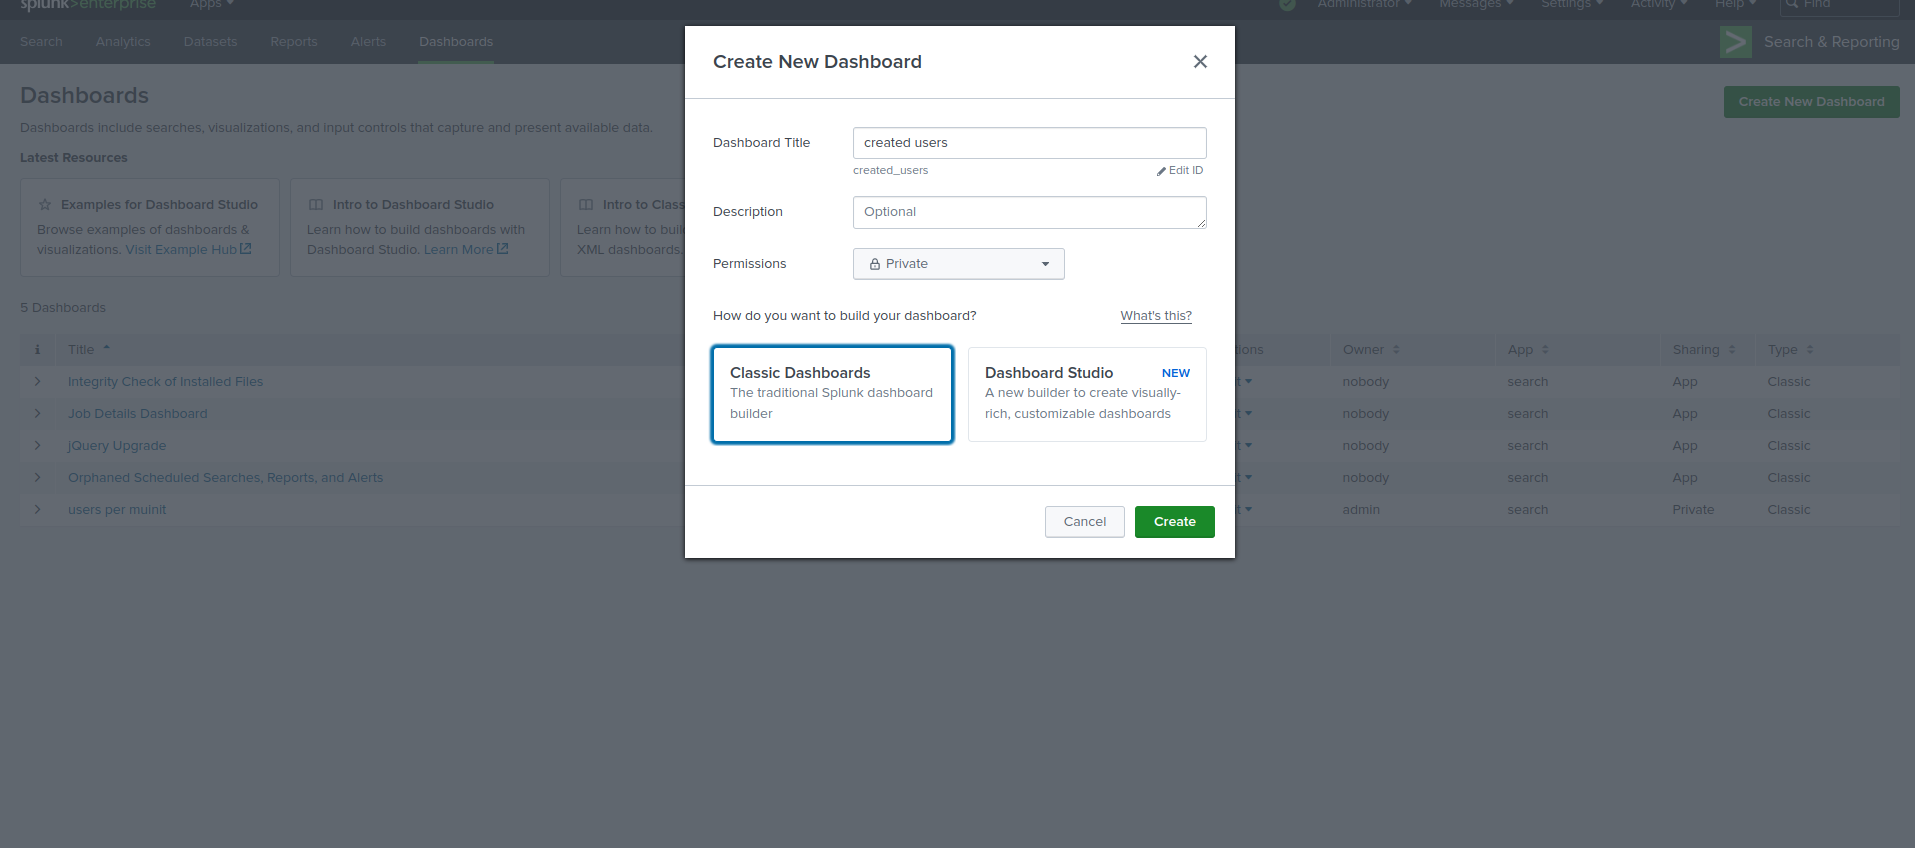 splunk>enterprise Apps Administrator Messages Settings Activity Help Find
Search Analytics Datasets Reports Alerts Dashboards Search & Reporting
Create New Dashboard
Dashboards
Create New Dashboard
Dashboards include searches, visualizations, and input controls that capture and present available data.
Latest Resources
Examples for Dashboard Studio
Browse examples of dashboards &
visualizations. Visit Example Hub
Intro to Dashboard Studio
Learn how to build dashboards with
Dashboard Studio. Learn More
Intro to Clas
Learn how to buil
XML dashboards.
Dashboard Title created users
created_users Edit ID
Description Optional
Permissions Private
How do you want to build your dashboard? What's this?
Classic Dashboards
The traditional Splunk dashboard
builder
Dashboard Studio NEW
A new builder to create visually-
rich, customizable dashboards
Cancel Create
5 Dashboards
i Title tions Owner App Sharing Type
Integrity Check of Installed Files nobody search App Classic
Job Details Dashboard nobody search App Classic
jQuery Upgrade nobody search App Classic
Orphaned Scheduled Searches, Reports, and Alerts nobody search App Classic
users per muinit admin search Private Classic